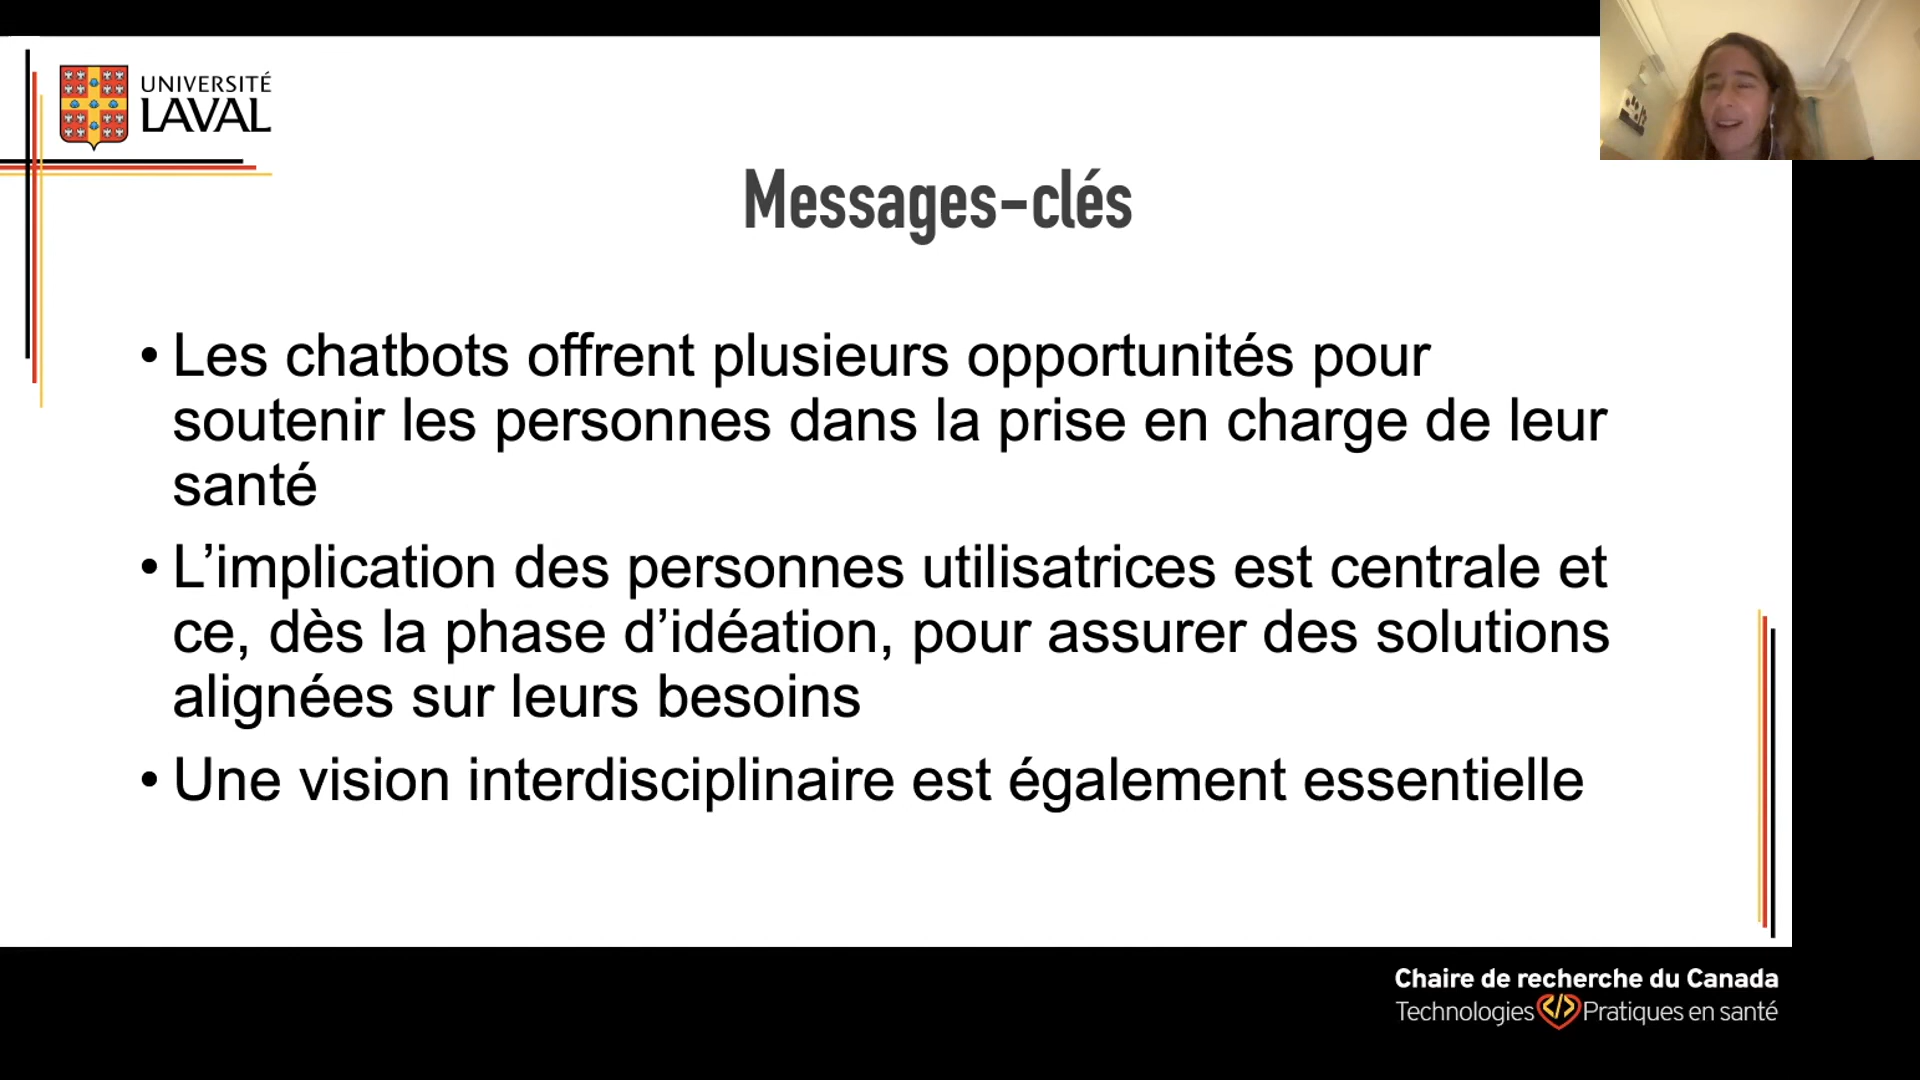 UNIVERSITÉ
LAVAL
Messages-clés
• Les chatbots offrent plusieurs opportunités pour
soutenir les personnes dans la prise en charge de leur
santé
• L’implication des personnes utilisatrices est centrale et
ce, dès la phase d’idéation, pour assurer des solutions
alignées sur leurs besoins
• Une vision interdisciplinaire est également essentielle
Chaire de recherche du Canada
Technologies </> Pratiques en santé